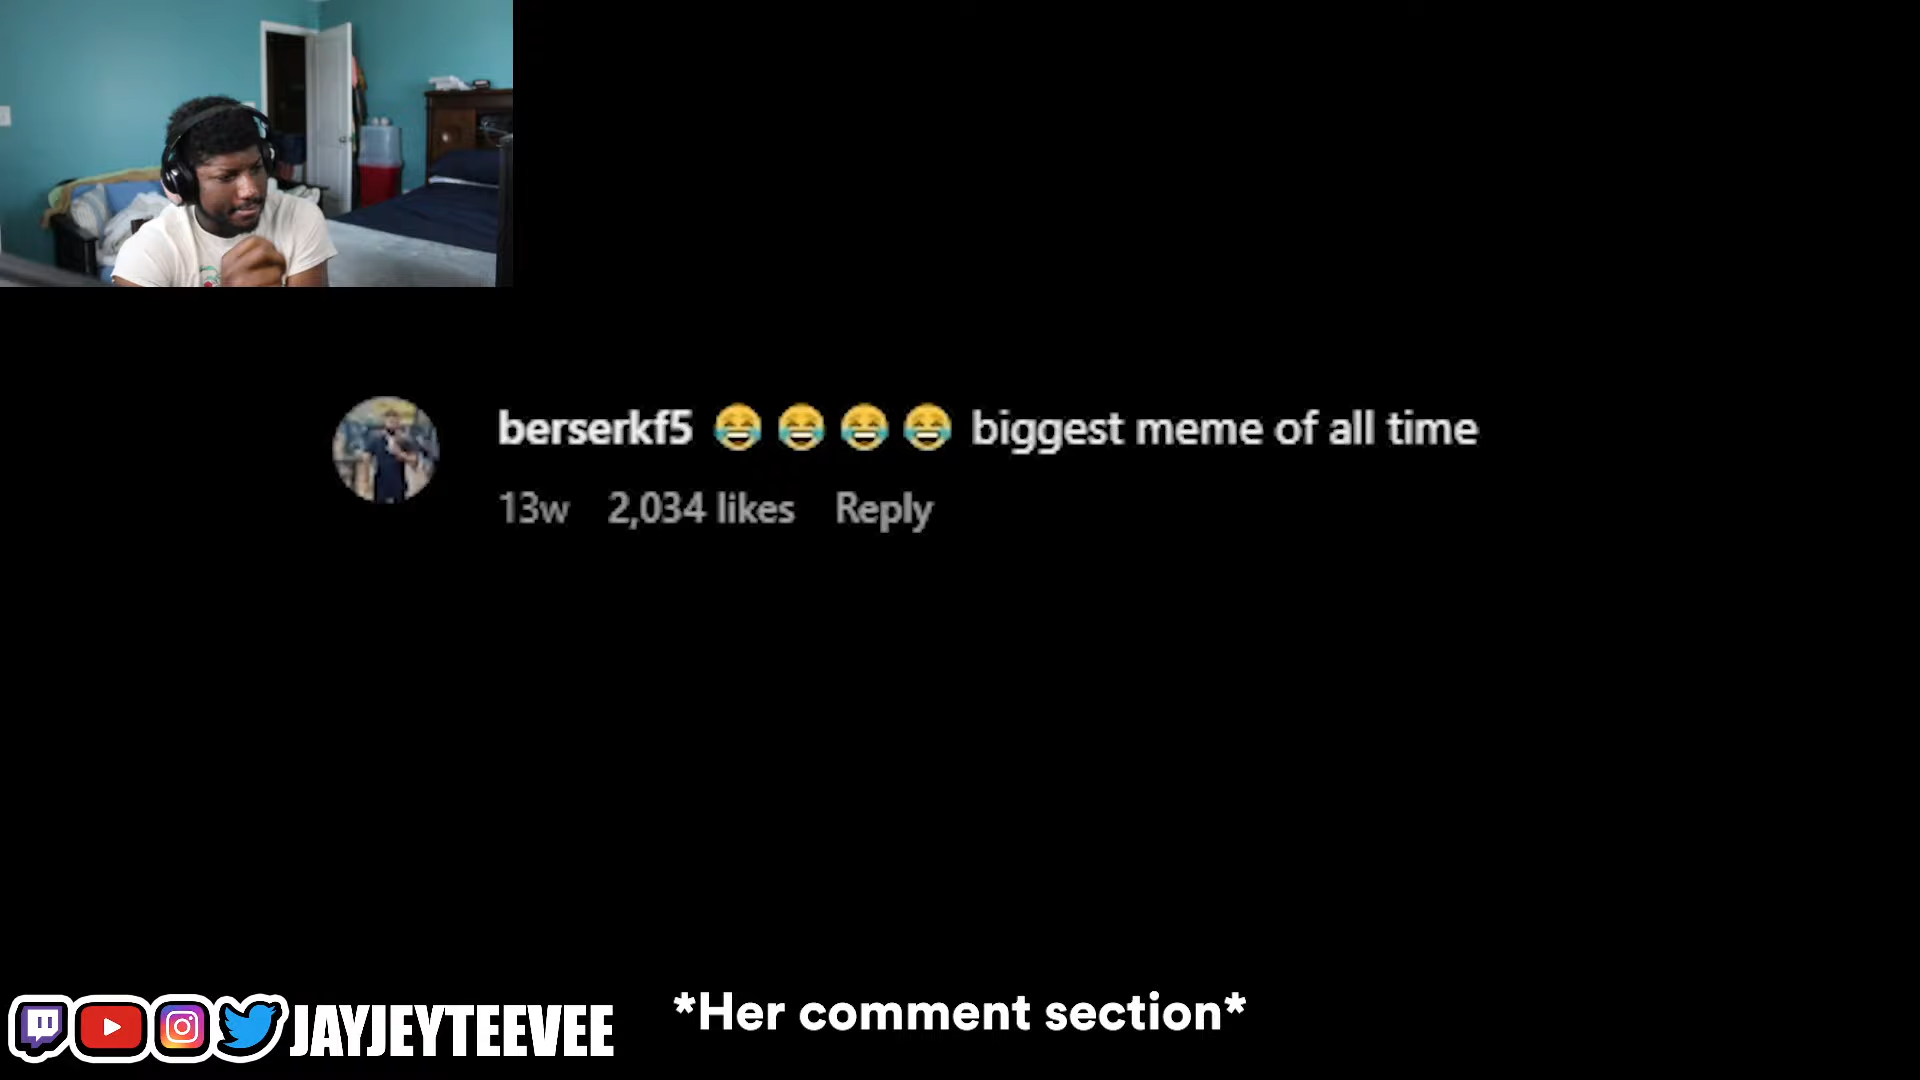 berserkf5 😂😂😂😂 biggest meme of all time
13w 2,034 likes Reply
*Her comment section*
JAYJEYTEEVEE